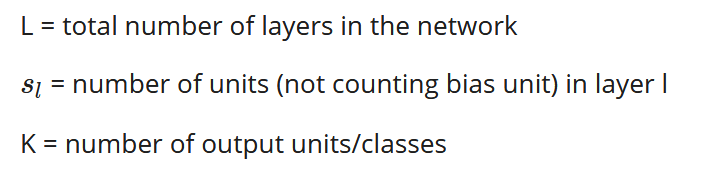 L = total number of layers in the network
s_l = number of units (not counting bias unit) in layer l
K = number of output units/classes